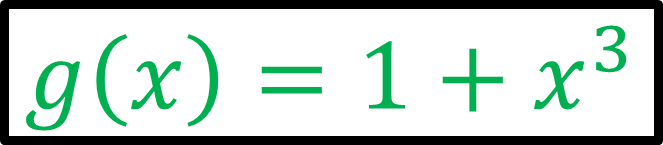 g(x) = 1 + x³